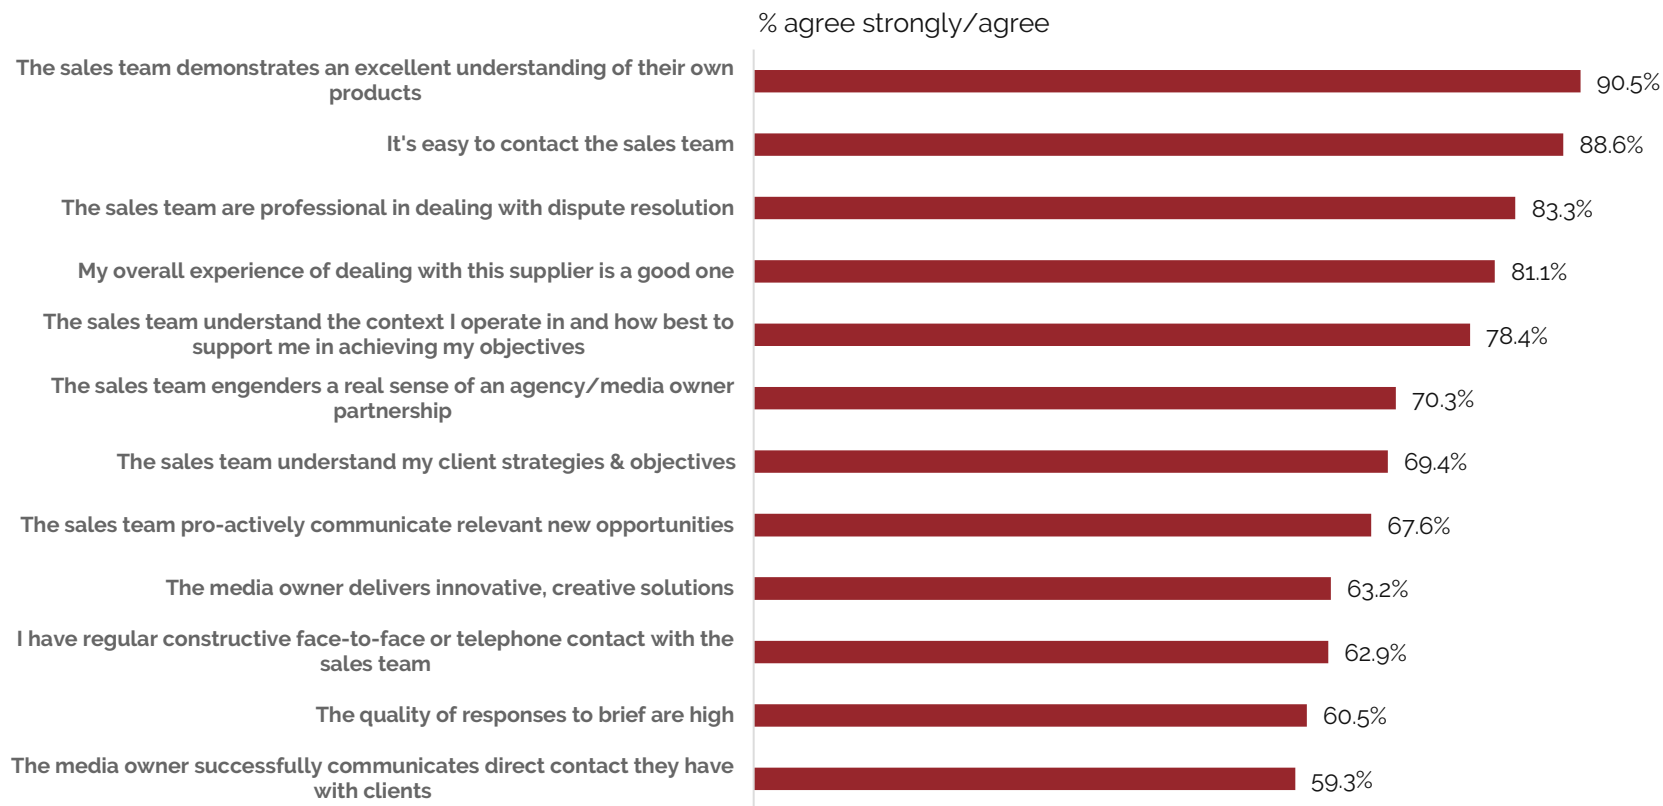 % agree strongly/agree
The sales team demonstrates an excellent understanding of their own
products
90.5%
It's easy to contact the sales team
88.6%
The sales team are professional in dealing with dispute resolution
83.3%
My overall experience of dealing with this supplier is a good one
81.1%
The sales team understand the context I operate in and how best to
support me in achieving my objectives
78.4%
The sales team engenders a real sense of an agency/media owner
partnership
70.3%
The sales team understand my client strategies & objectives
69.4%
The sales team pro-actively communicate relevant new opportunities
67.6%
The media owner delivers innovative, creative solutions
63.2%
I have regular constructive face-to-face or telephone contact with the
sales team
62.9%
The quality of responses to brief are high
60.5%
The media owner successfully communicates direct contact they have
with clients
59.3%